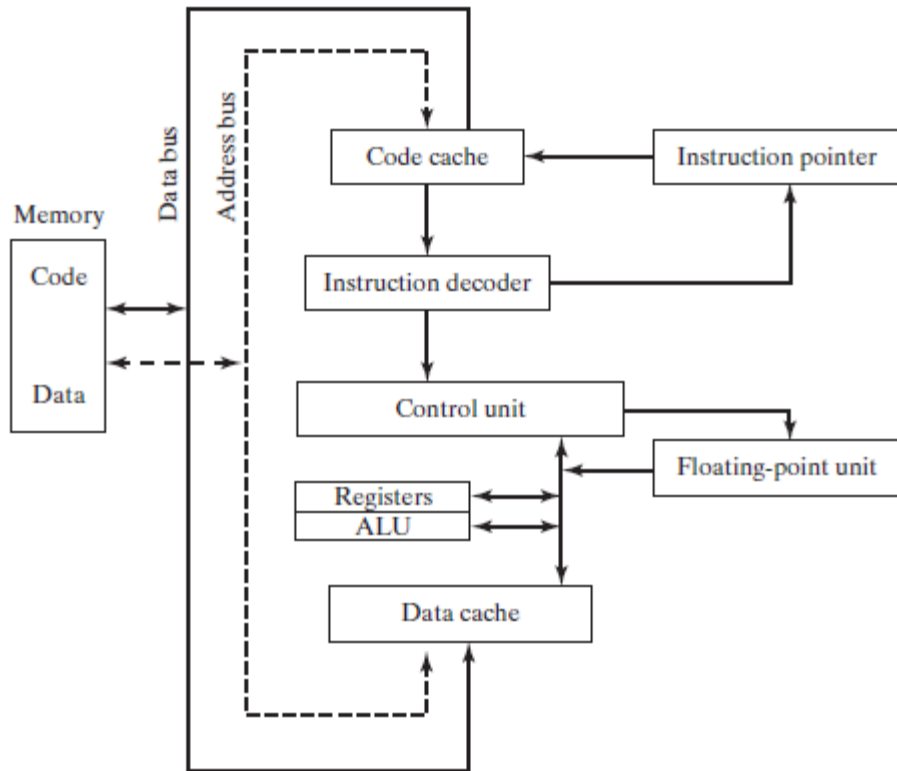 Data bus
Address bus
Code cache
Instruction pointer
Memory
Code
Data
Instruction decoder
Control unit
Floating-point unit
Registers
ALU
Data cache